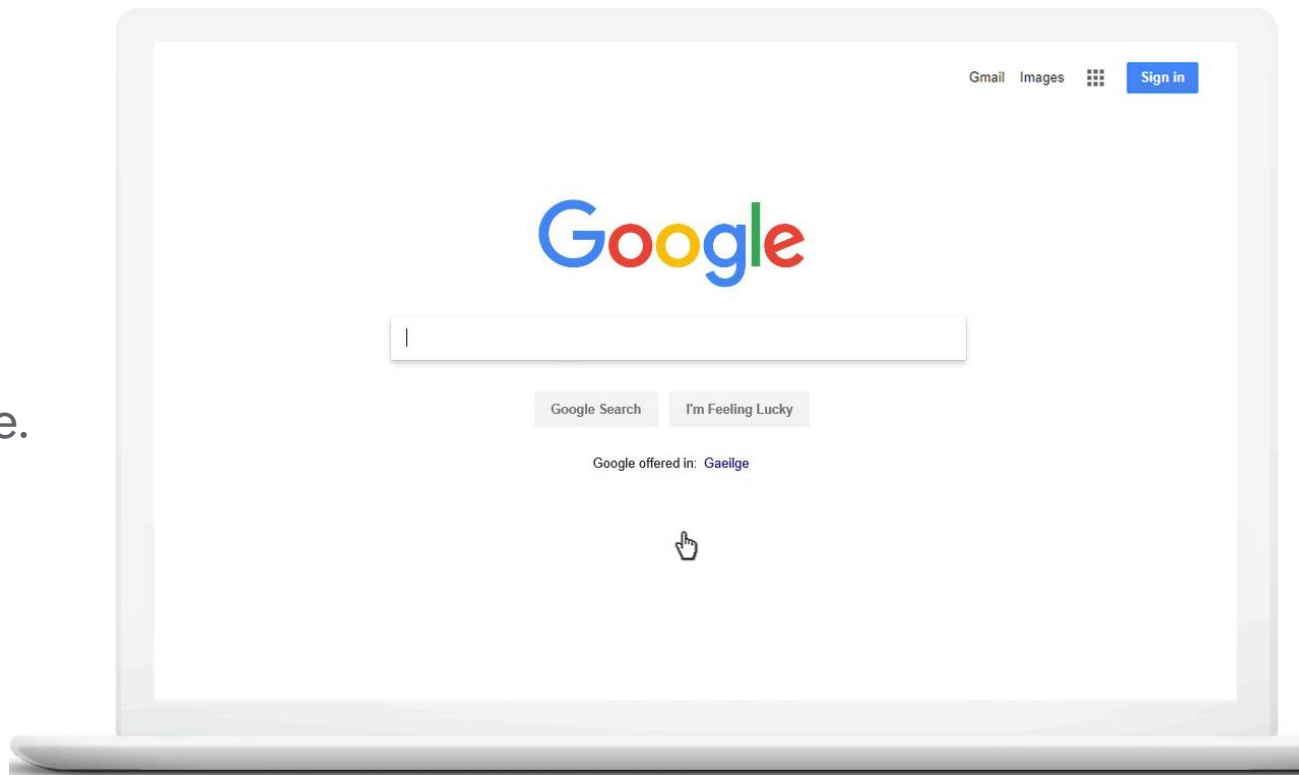 Gmail Images Sign in
Google
e.
Google Search I'm Feeling Lucky
Google offered in: Gaeilge